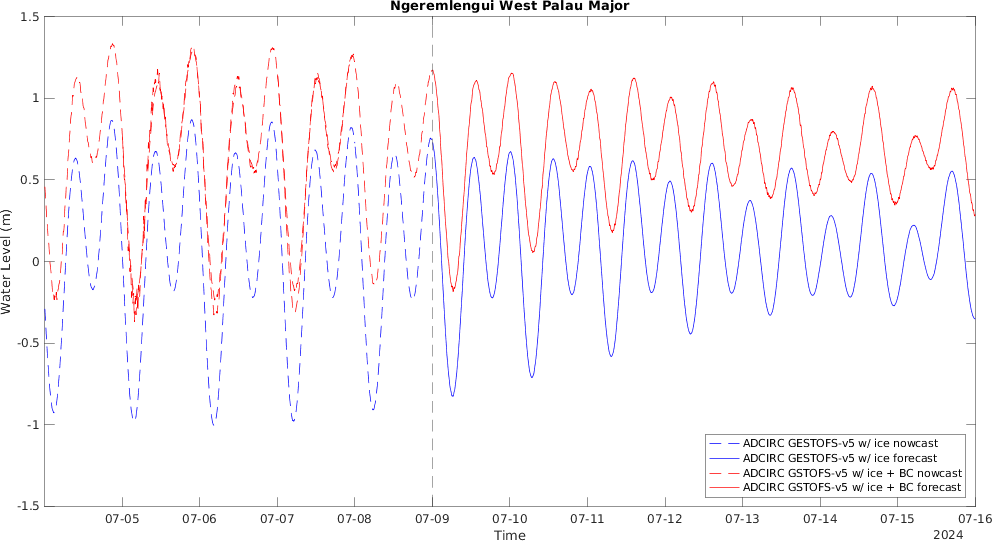 Ngeremlengui West Palau Major
1.5
1
0.5
0
-0.5
-1
-1.5
Water Level (m)
07-05
07-06
07-07
07-08
07-09
07-10
07-11
07-12
07-13
07-14
07-15
07-16
Time
2024
ADCIRC GESTOFS-v5 w/ ice nowcast
ADCIRC GESTOFS-v5 w/ ice forecast
ADCIRC GSTOFS-v5 w/ ice + BC nowcast
ADCIRC GSTOFS-v5 w/ ice + BC forecast